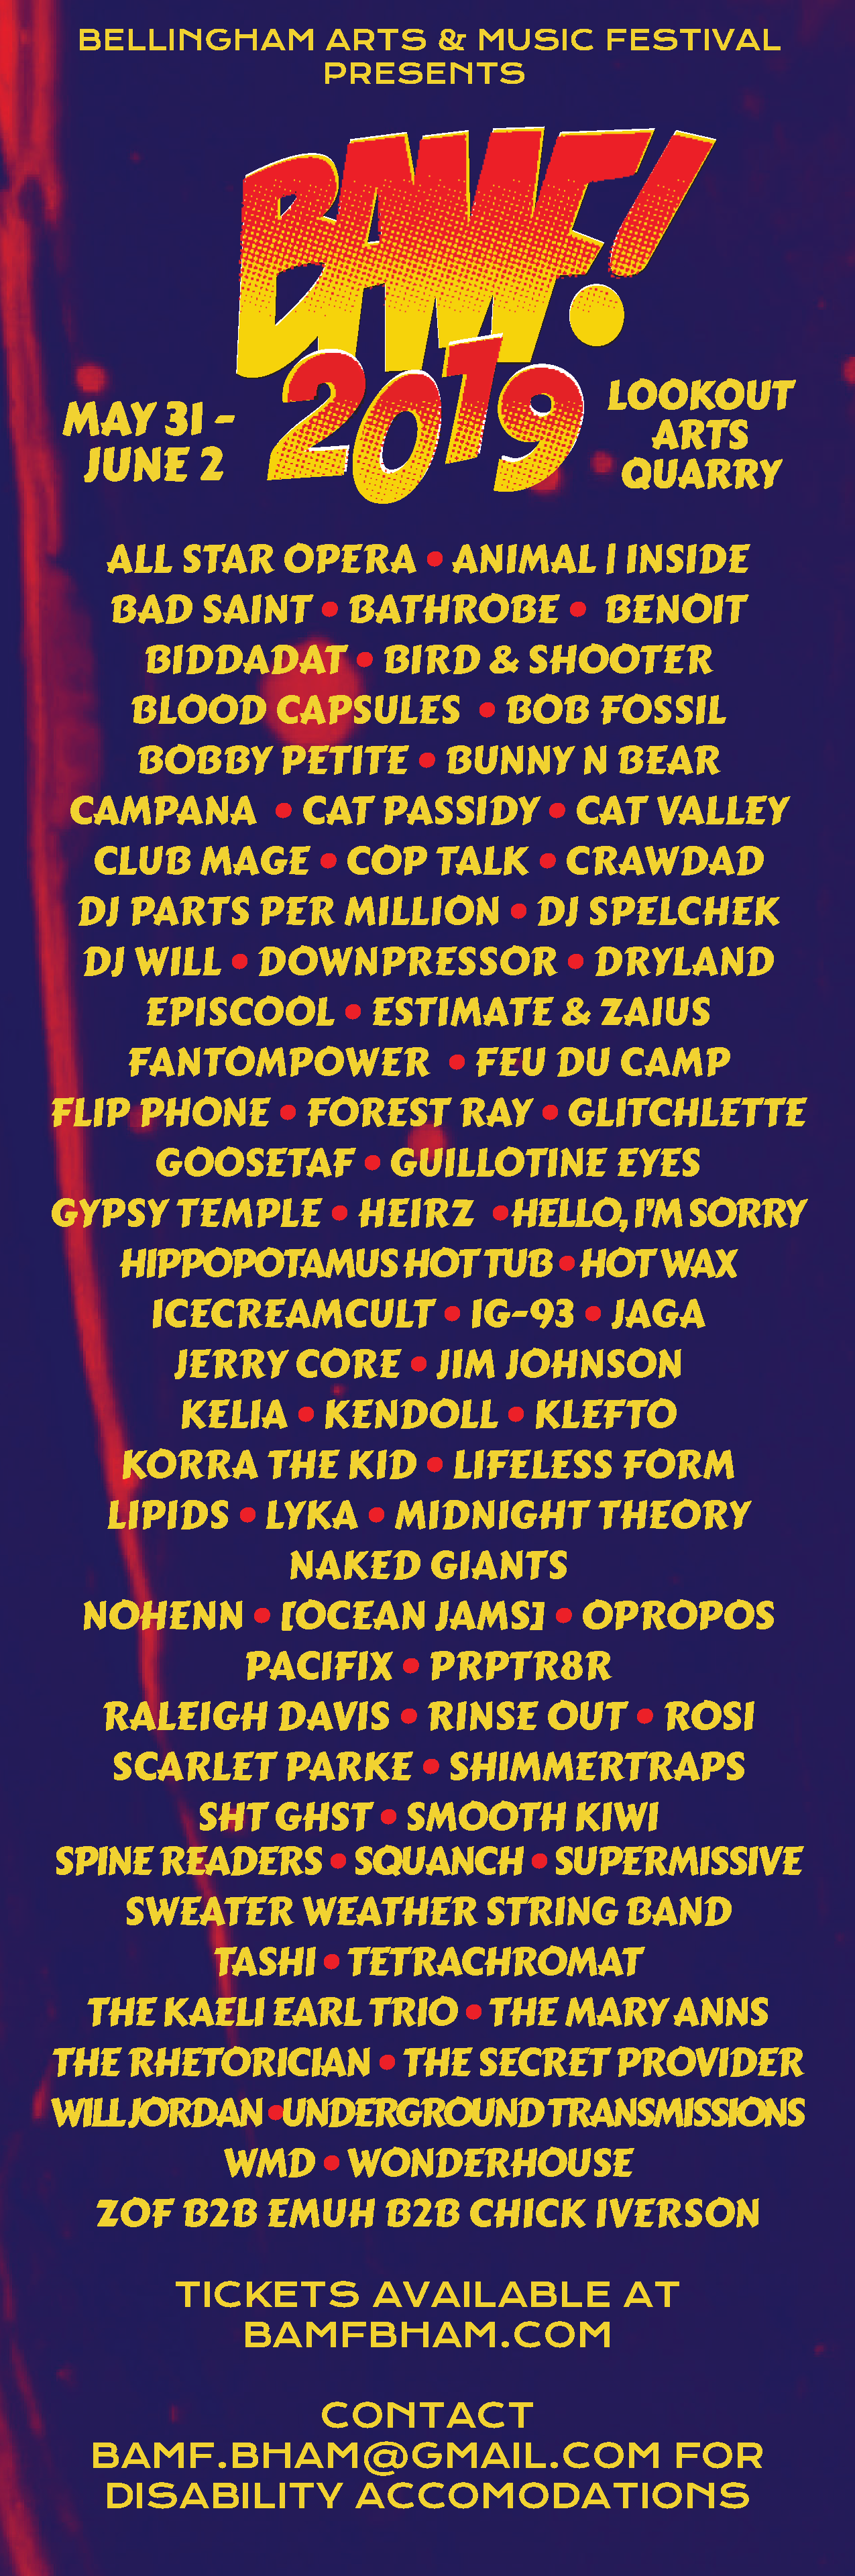 BELLINGHAM ARTS & MUSIC FESTIVAL
PRESENTS
BAMF!
2019
MAY 31 -
JUNE 2
LOOKOUT
ARTS
QUARRY
ALL STAR OPERA • ANIMAL | INSIDE
BAD SAINT • BATHROBE • BENOIT
BIDDADAT • BIRD & SHOOTER
BLOOD CAPSULES • BOB FOSSIL
BOBBY PETITE • BUNNY N BEAR
CAMPANA • CAT PASSIDY • CAT VALLEY
CLUB MAGE • COP TALK • CRAWDAD
DJ PARTS PER MILLION • DJ SPELCHEK
DJ WILL • DOWNPRESSOR • DRYLAND
EPISCOOL • ESTIMATE & ZAIUS
FANTOMPOWER • FEU DU CAMP
FLIP PHONE • FOREST RAY • GLITCHLETTE
GOOSETAF • GUILLOTINE EYES
GYPSY TEMPLE • HEIRZ • HELLO, I'M SORRY
HIPPOPOTAMUS HOT TUB • HOT WAX
ICECREAMCULT • IG-93 • JAGA
JERRY CORE • JIM JOHNSON
KELIA • KENDOLL • KLEFTO
KORRA THE KID • LIFELESS FORM
LIPIDS • LYKA • MIDNIGHT THEORY
NAKED GIANTS
NOHENN • [OCEAN JAMS] • OPROPOS
PACIFIX • PRPTR8R
RALEIGH DAVIS • RINSE OUT • ROSI
SCARLET PARKE • SHIMMERTRAPS
SHT GHST • SMOOTH KIWI
SPINE READERS • SQUANCH • SUPERMISSIVE
SWEATER WEATHER STRING BAND
TASHI • TETRACHROMAT
THE KAELI EARL TRIO • THE MARY ANNS
THE RHETORICIAN • THE SECRET PROVIDER
WILL JORDAN • UNDERGROUND TRANSMISSIONS
WMD • WONDERHOUSE
ZOF B2B EMUH B2B CHICK IVERSON
TICKETS AVAILABLE AT
BAMFBHAM.COM
CONTACT
BAMF.BHAM@GMAIL.COM FOR
DISABILITY ACCOMODATIONS